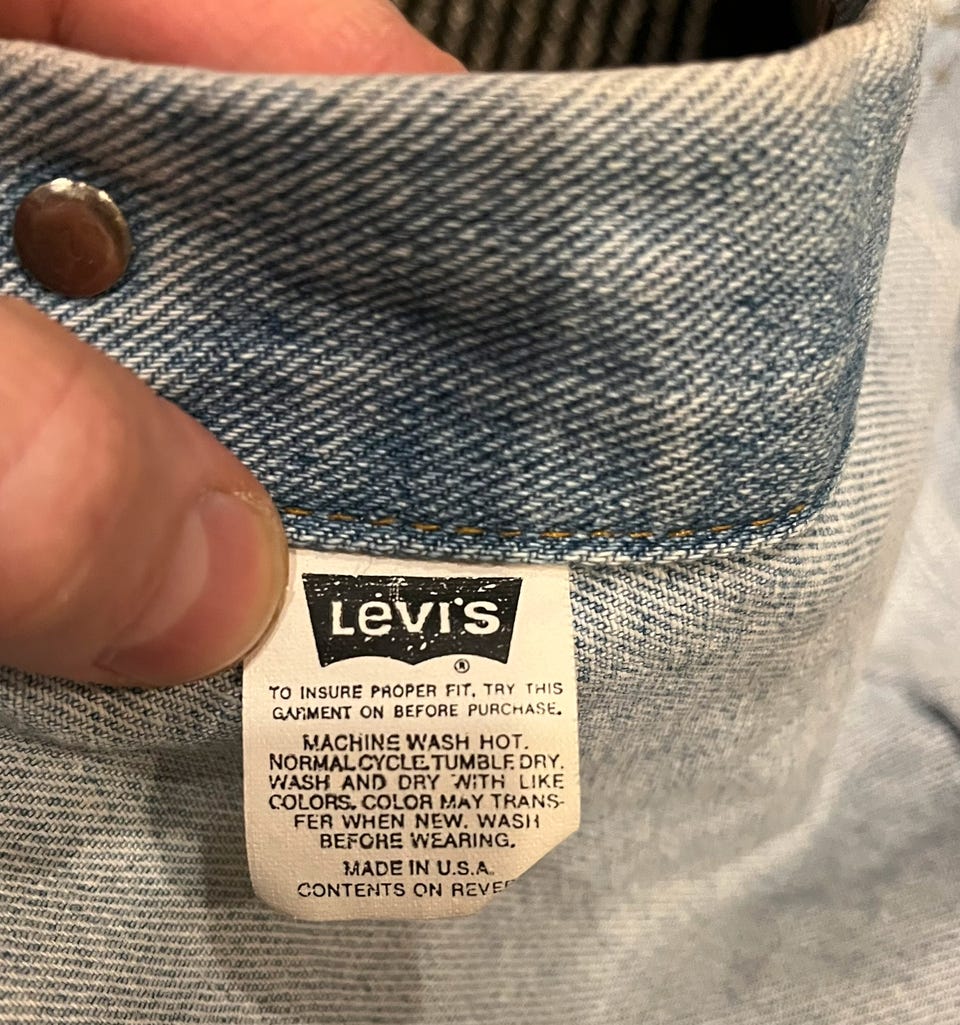 Levi's
®
TO INSURE PROPER FIT, TRY THIS
GARMENT ON BEFORE PURCHASE.
MACHINE WASH HOT.
NORMAL CYCLE. TUMBLE DRY.
WASH AND DRY WITH LIKE
COLORS. COLOR MAY TRANS-
FER WHEN NEW. WASH
BEFORE WEARING.
MADE IN U.S.A.
CONTENTS ON